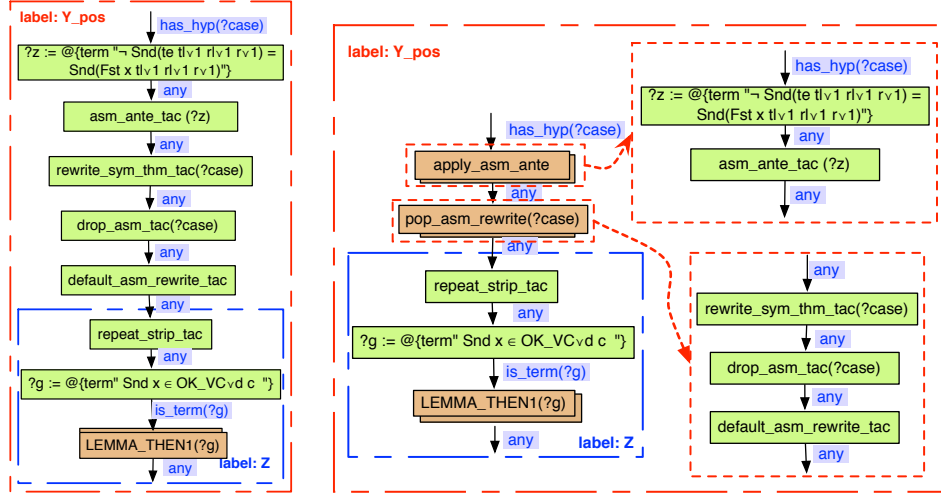 label: Y_pos
has_hyp(?case)
?z := @{term "¬ Snd(te tl∨1 rl∨1 r∨1) =
Snd(Fst x tl∨1 rl∨1 r∨1)"}
any
asm_ante_tac (?z)
any
rewrite_sym_thm_tac(?case)
any
drop_asm_tac(?case)
any
default_asm_rewrite_tac
any
repeat_strip_tac
any
?g := @{term" Snd x ∈ OK_VC∨d c "}
is_term(?g)
LEMMA_THEN1(?g)
any
label: Z
label: Y_pos
has_hyp(?case)
apply_asm_ante
any
pop_asm_rewrite(?case)
any
repeat_strip_tac
any
?g := @{term" Snd x ∈ OK_VC∨d c "}
is_term(?g)
LEMMA_THEN1(?g)
any
label: Z
has_hyp(?case)
?z := @{term "¬ Snd(te tl∨1 rl∨1 r∨1) =
Snd(Fst x tl∨1 rl∨1 r∨1)"}
any
asm_ante_tac (?z)
any
any
rewrite_sym_thm_tac(?case)
any
drop_asm_tac(?case)
any
default_asm_rewrite_tac
any